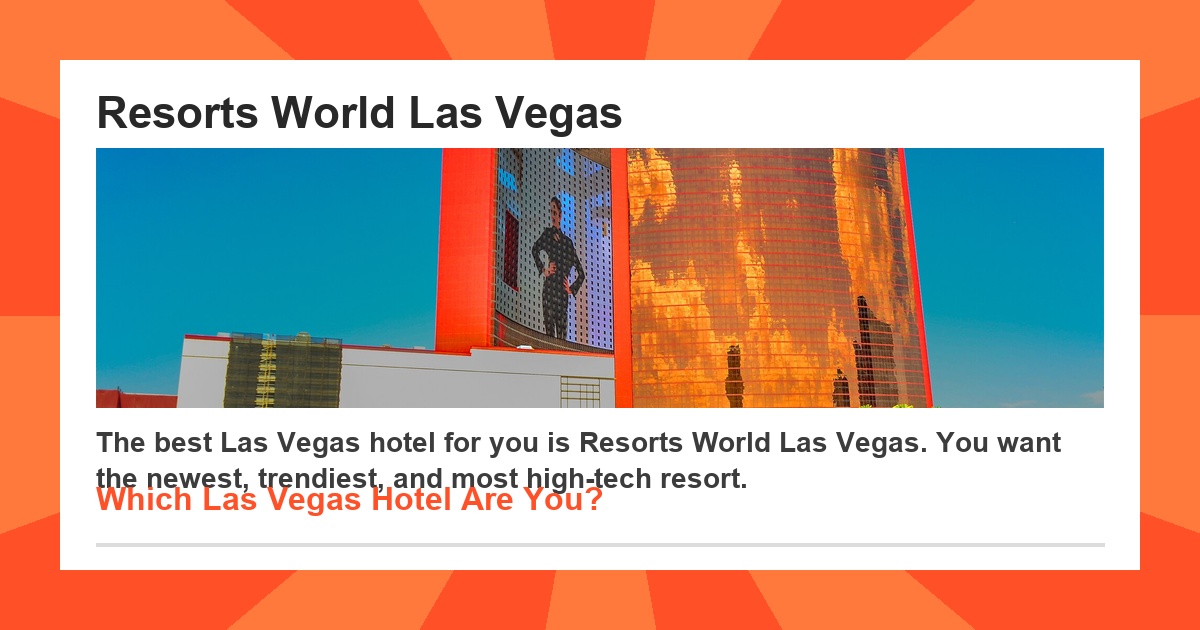 Resorts World Las Vegas
The best Las Vegas hotel for you is Resorts World Las Vegas. You want
the newest, trendiest, and most high-tech resort.
Which Las Vegas Hotel Are You?